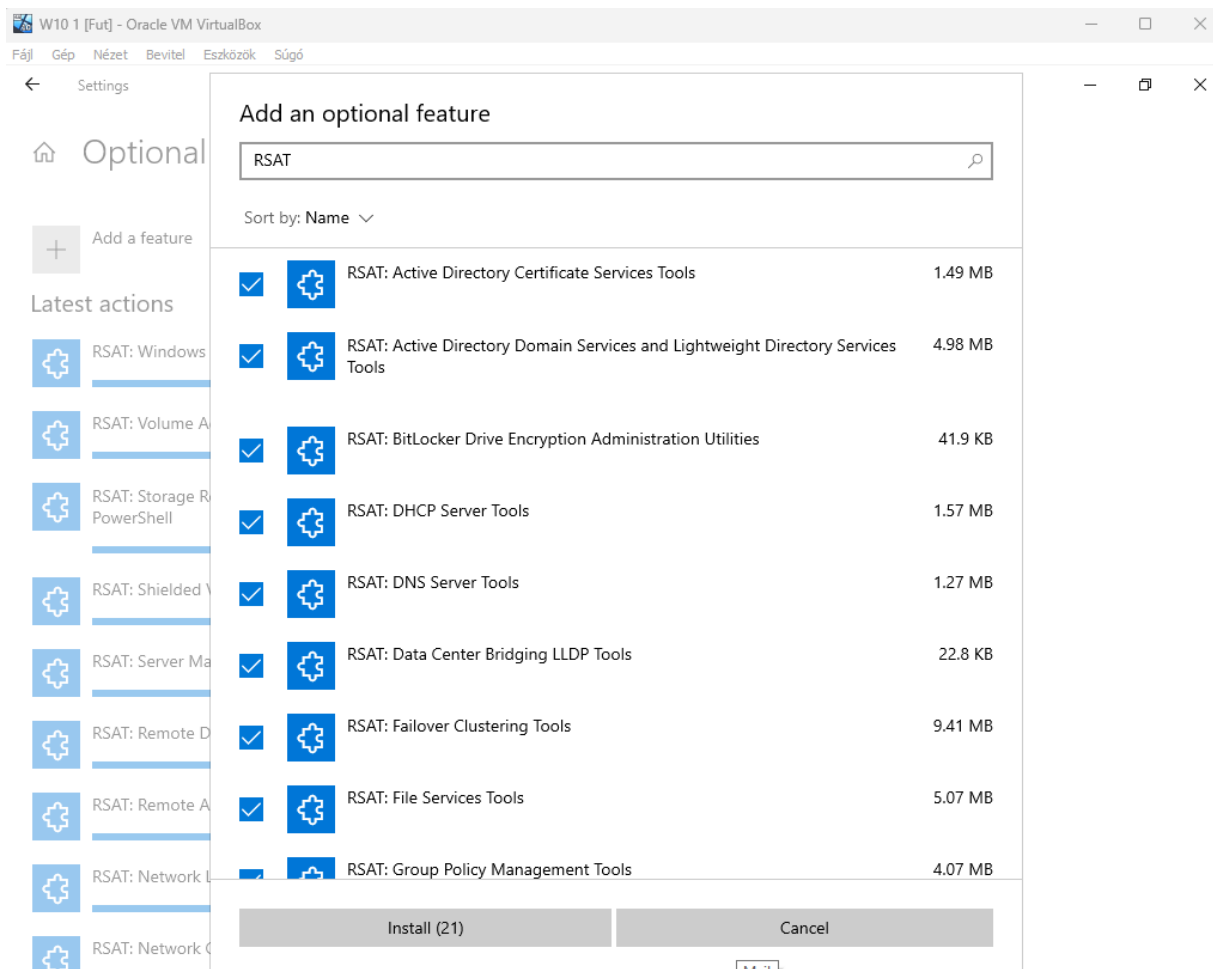 W10 1 [Fut] - Oracle VM VirtualBox
Fájl Gép Nézet Bevitel Eszközök Súgó
Settings
Optional
Add a feature
Latest actions
RSAT: Windows
RSAT: Volume A
RSAT: Storage R
PowerShell
RSAT: Shielded V
RSAT: Server Ma
RSAT: Remote D
RSAT: Remote A
RSAT: Network L
RSAT: Network C
Add an optional feature
RSAT
Sort by: Name
RSAT: Active Directory Certificate Services Tools 1.49 MB
RSAT: Active Directory Domain Services and Lightweight Directory Services 4.98 MB
Tools
RSAT: BitLocker Drive Encryption Administration Utilities 41.9 KB
RSAT: DHCP Server Tools 1.57 MB
RSAT: DNS Server Tools 1.27 MB
RSAT: Data Center Bridging LLDP Tools 22.8 KB
RSAT: Failover Clustering Tools 9.41 MB
RSAT: File Services Tools 5.07 MB
RSAT: Group Policy Management Tools 4.07 MB
Install (21) Cancel